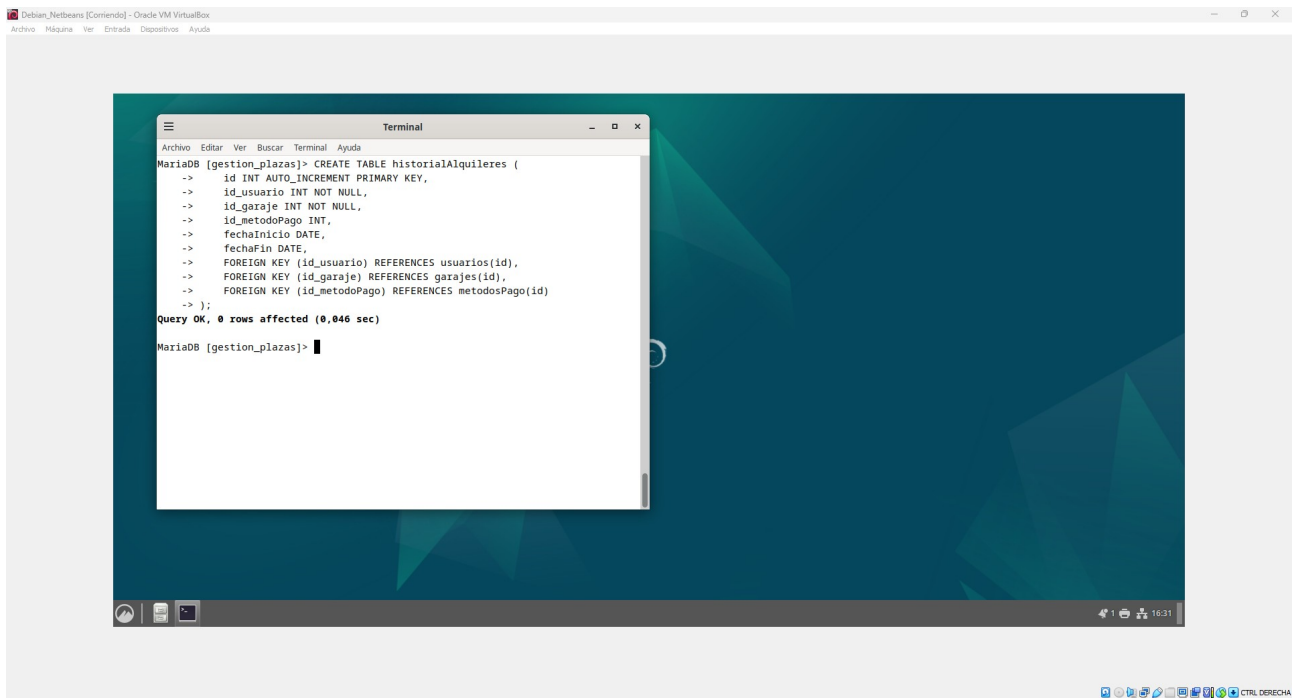 Debian_Netbeans [Corriendo] - Oracle VM VirtualBox
Archivo Máquina Ver Entrada Dispositivos Ayuda
Terminal
Archivo Editar Ver Buscar Terminal Ayuda
MariaDB [gestion_plazas]> CREATE TABLE historialAlquileres (
-> id INT AUTO_INCREMENT PRIMARY KEY,
-> id_usuario INT NOT NULL,
-> id_garaje INT NOT NULL,
-> id_metodoPago INT,
-> fechaInicio DATE,
-> fechaFin DATE,
-> FOREIGN KEY (id_usuario) REFERENCES usuarios(id),
-> FOREIGN KEY (id_garaje) REFERENCES garajes(id),
-> FOREIGN KEY (id_metodoPago) REFERENCES metodosPago(id)
-> );
Query OK, 0 rows affected (0,046 sec)
MariaDB [gestion_plazas]>
1 16:31
CTRL DERECHA